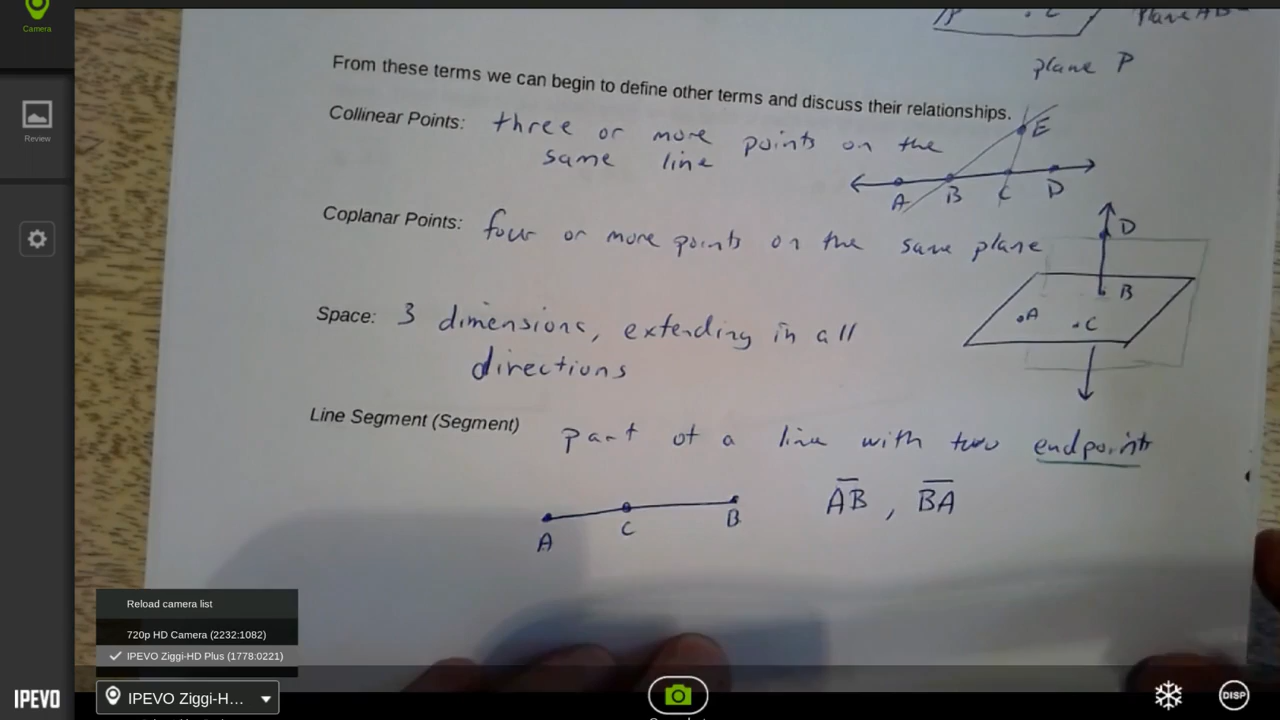 Camera
Review
plane P
From these terms we can begin to define other terms and discuss their relationships.
Collinear Points: three or more points on the
same line
E
A B C D
Coplanar Points: four or more points on the same plane
D
B
A
C
Space: 3 dimensions, extending in all
directions
Line Segment (Segment) part of a line with two endpoints
A C B
A̅B̅ , B̅A̅
Reload camera list
720p HD Camera (2232:1082)
IPEVO Ziggi-HD Plus (1778:0221)
IPEVO
IPEVO Ziggi-H...
DISP